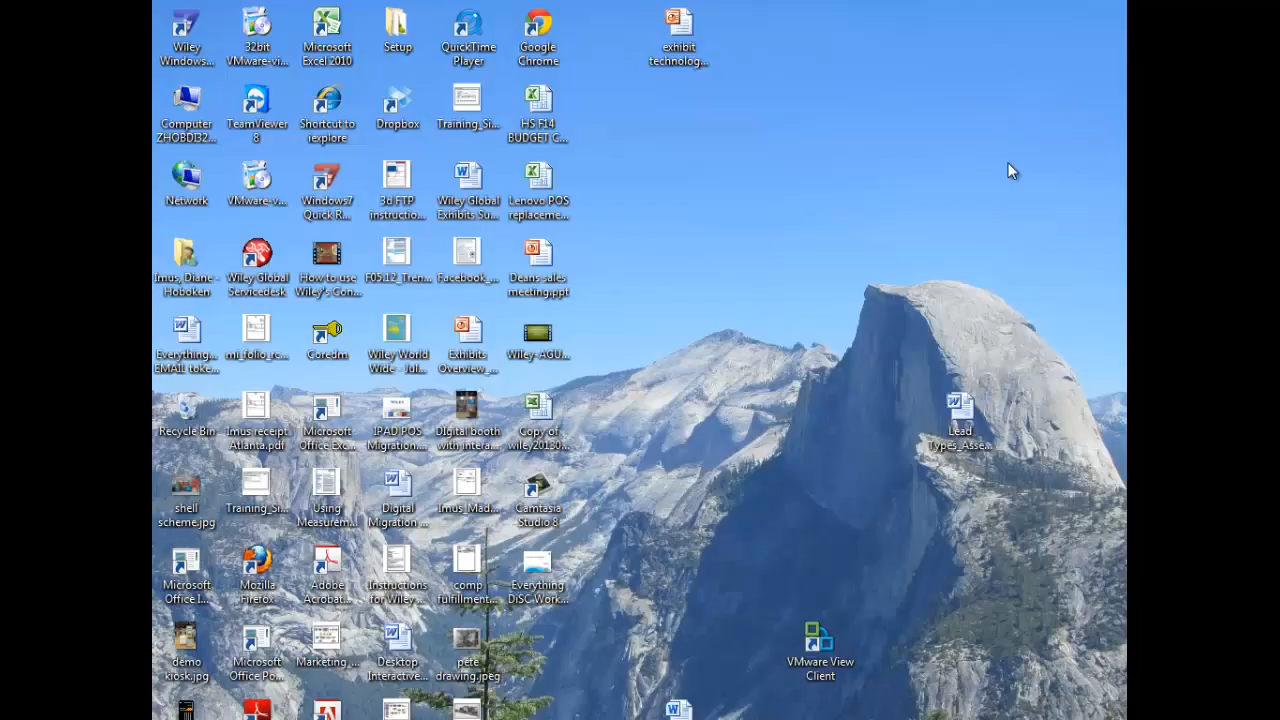 Wiley
Windows...
32bit
VMware-vi...
Microsoft
Excel 2010
Setup
QuickTime
Player
Google
Chrome
exhibit
technolog...
Computer
ZHOBDI32...
TeamViewer
8
Shortcut to
iexplore
Dropbox
Training_Si...
HS F14
BUDGET C...
Network
VMware-v...
Windows7
Quick R...
3d FTP
instructio...
Wiley Global
Exhibits Su...
Lenovo POS
replaceme...
Imus, Diane -
Hoboken
Wiley Global
Servicedesk
How to use
Wiley's Con...
F05.12_Tren...
Facebook_...
Deans sales
meeting.ppt
Everything...
EMAIL toke...
mi_folio_re...
Coredm
Wiley World
Wide - Juli...
Exhibits
Overview_...
Wiley-AGU...
Recycle Bin
Imus receipt
Atlanta.pdf
Microsoft
Office Exc...
IPAD POS
Migration...
DIgital booth
with intera...
Copy of
wiley20130...
Lead
Types_Asse...
shell
scheme.jpg
Training_Si...
Using
Measurem...
Digital
Migration ...
Imus_Mad...
Camtasia
Studio 8
Microsoft
Office I...
Mozilla
Firefox
Adobe
Acrobat...
Instructions
for Wiley...
comp
fulfillment...
Everything
DiSC Work...
demo
kiosk.jpg
Microsoft
Office Po...
Marketing_...
Desktop
Interactive...
pete
drawing.jpeg
VMware View
Client